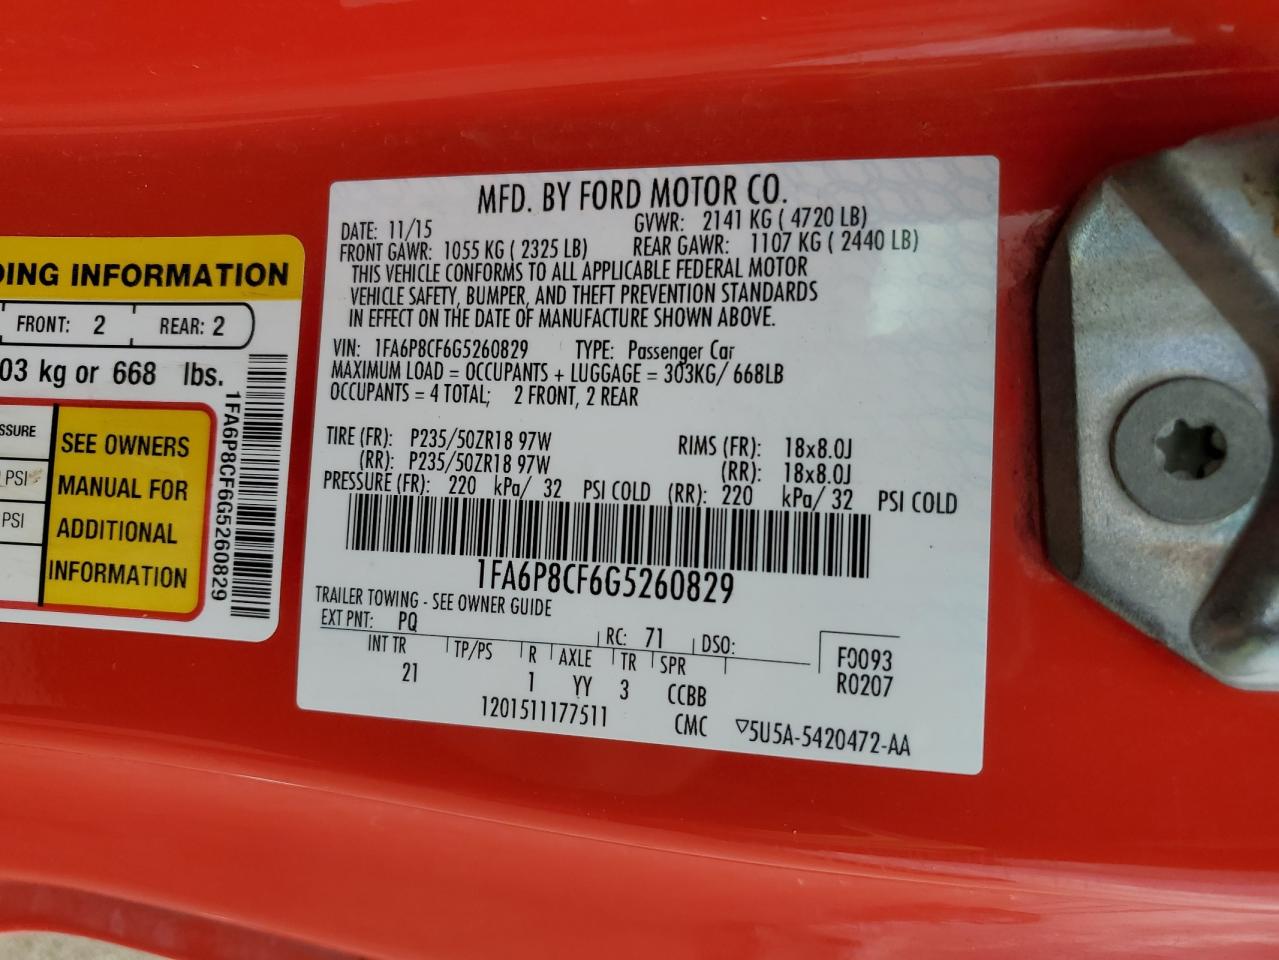 DING INFORMATION
FRONT: 2 REAR: 2
03 kg or 668 lbs.
SSURE
PSI
PSI
SEE OWNERS
MANUAL FOR
ADDITIONAL
INFORMATION
1FA6P8CF6G5260829
MFD. BY FORD MOTOR CO.
DATE: 11/15 GVWR: 2141 KG ( 4720 LB)
FRONT GAWR: 1055 KG ( 2325 LB) REAR GAWR: 1107 KG ( 2440 LB)
THIS VEHICLE CONFORMS TO ALL APPLICABLE FEDERAL MOTOR
VEHICLE SAFETY, BUMPER, AND THEFT PREVENTION STANDARDS
IN EFFECT ON THE DATE OF MANUFACTURE SHOWN ABOVE.
VIN: 1FA6P8CF6G5260829 TYPE: Passenger Car
MAXIMUM LOAD = OCCUPANTS + LUGGAGE = 303KG/ 668LB
OCCUPANTS = 4 TOTAL; 2 FRONT, 2 REAR
TIRE (FR): P235/50ZR18 97W RIMS (FR): 18x8.0J
(RR): P235/50ZR18 97W (RR): 18x8.0J
PRESSURE (FR): 220 kPa/ 32 PSI COLD (RR): 220 kPa/ 32 PSI COLD
1FA6P8CF6G5260829
TRAILER TOWING - SEE OWNER GUIDE
EXT PNT: PQ RC: 71 DSO: F0093
INT TR TP/PS R AXLE TR SPR R0207
21 1 YY 3 CCBB
1201511177511 CMC ▽5U5A-5420472-AA